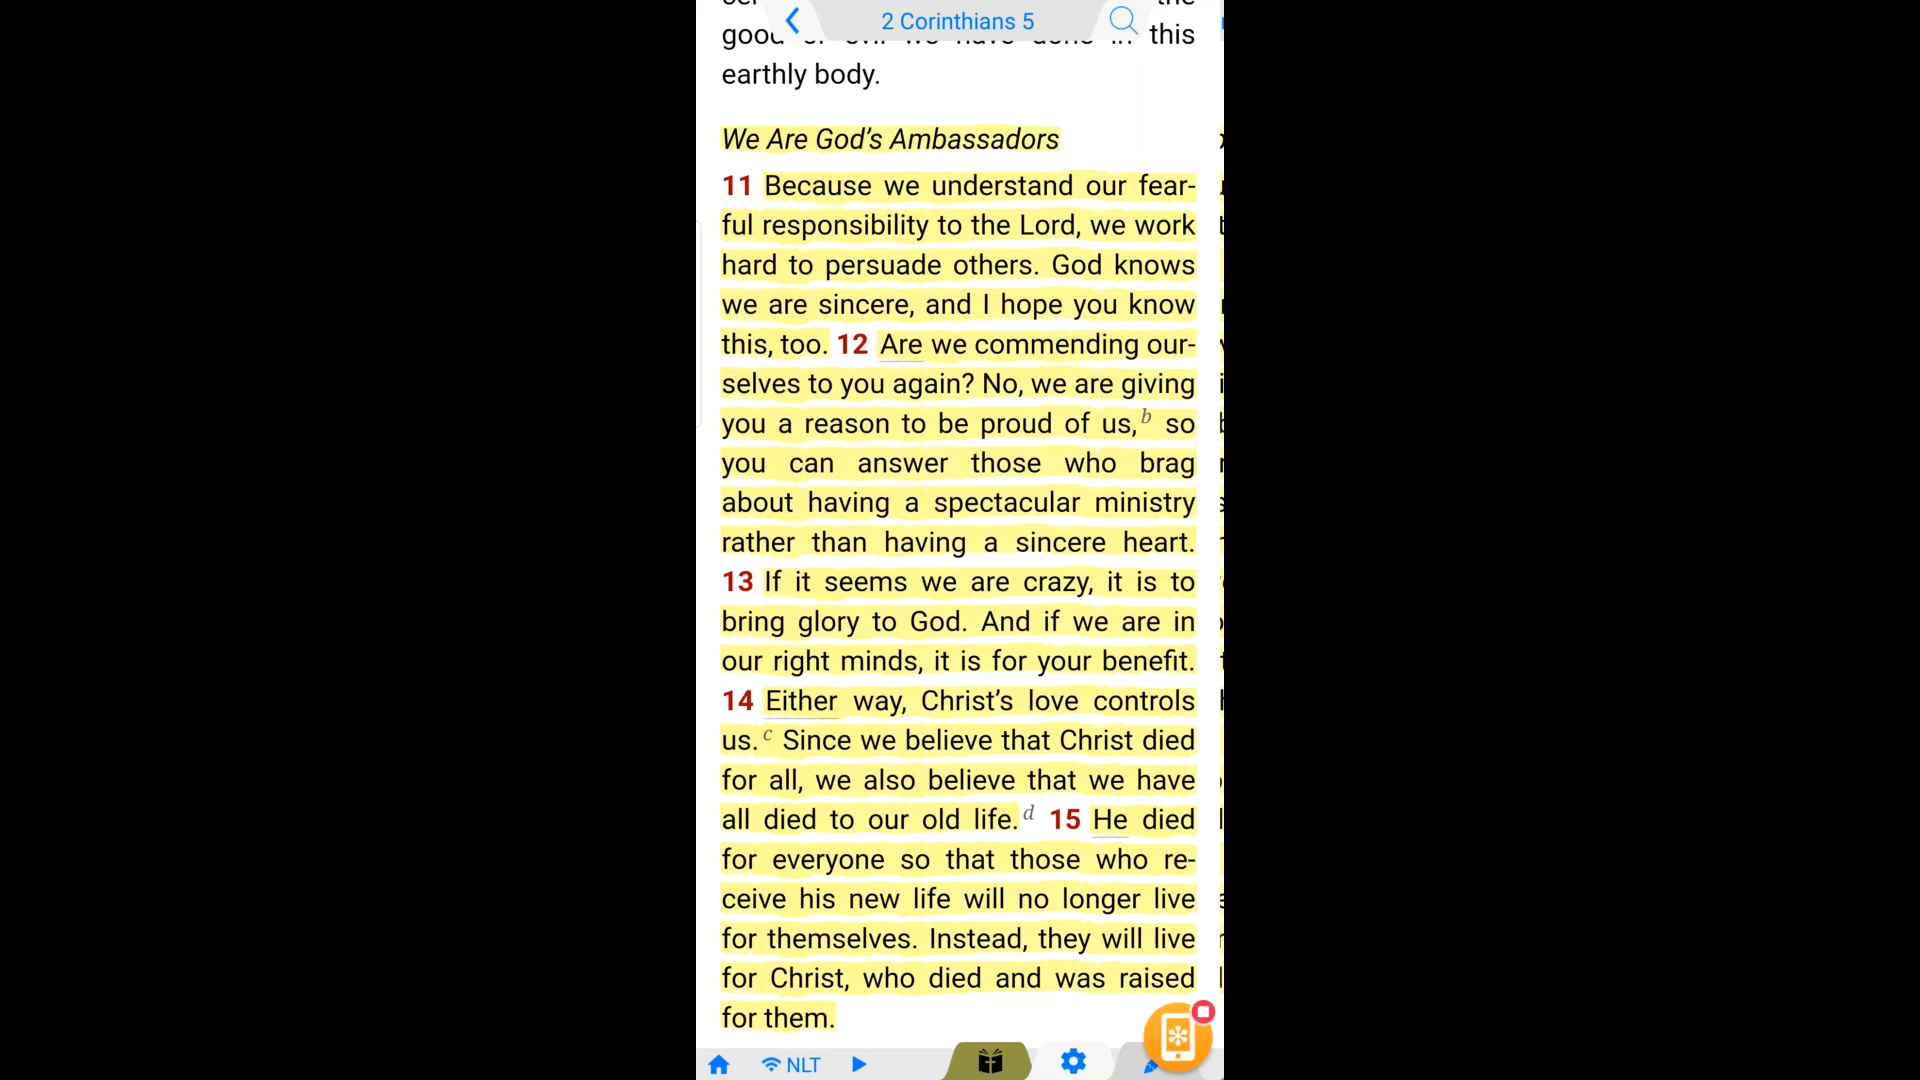 2 Corinthians 5
good or evil we have done in this
earthly body.
We Are God’s Ambassadors
11 Because we understand our fear-
ful responsibility to the Lord, we work
hard to persuade others. God knows
we are sincere, and I hope you know
this, too. 12 Are we commending our-
selves to you again? No, we are giving
you a reason to be proud of us,b so
you can answer those who brag
about having a spectacular ministry
rather than having a sincere heart.
13 If it seems we are crazy, it is to
bring glory to God. And if we are in
our right minds, it is for your benefit.
14 Either way, Christ’s love controls
us.c Since we believe that Christ died
for all, we also believe that we have
all died to our old life.d 15 He died
for everyone so that those who re-
ceive his new life will no longer live
for themselves. Instead, they will live
for Christ, who died and was raised
for them.
NLT